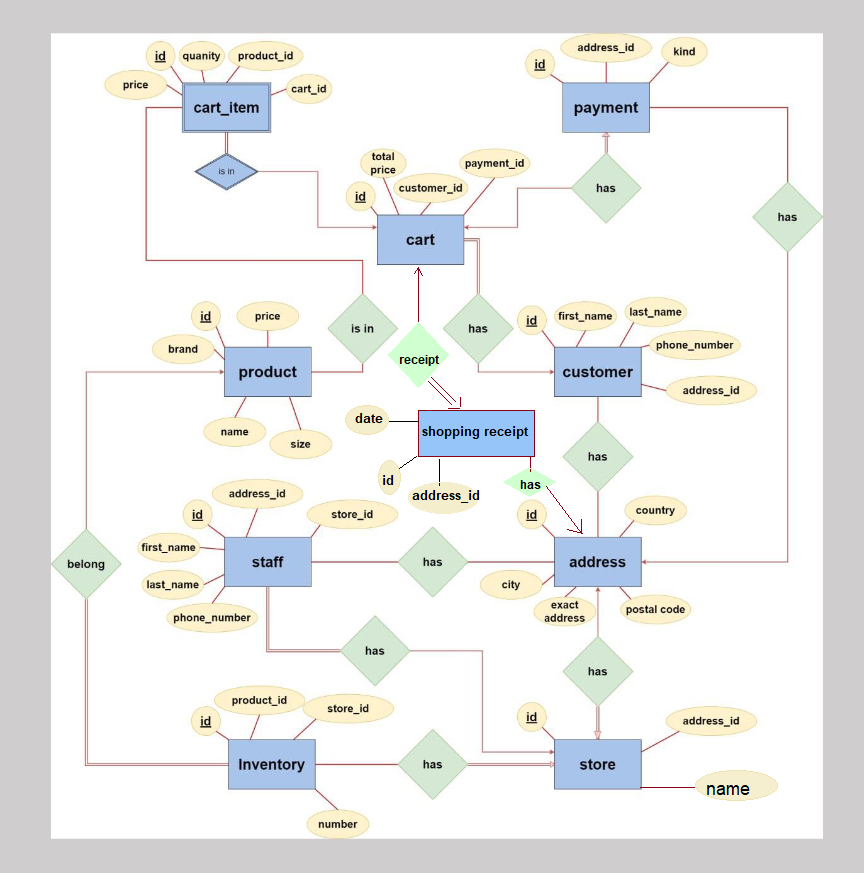 id
quanity
product_id
price
cart_id
cart_item
is in
address_id
id
kind
payment
has
has
total
price
payment_id
id
customer_id
cart
id
price
brand
product
name
size
is in
receipt
has
id
first_name
last_name
phone_number
customer
address_id
date
shopping receipt
id
address_id
has
has
address_id
id
store_id
first_name
staff
last_name
phone_number
has
id
country
address
city
exact
address
postal code
belong
has
has
product_id
id
store_id
Inventory
number
has
id
address_id
store
name